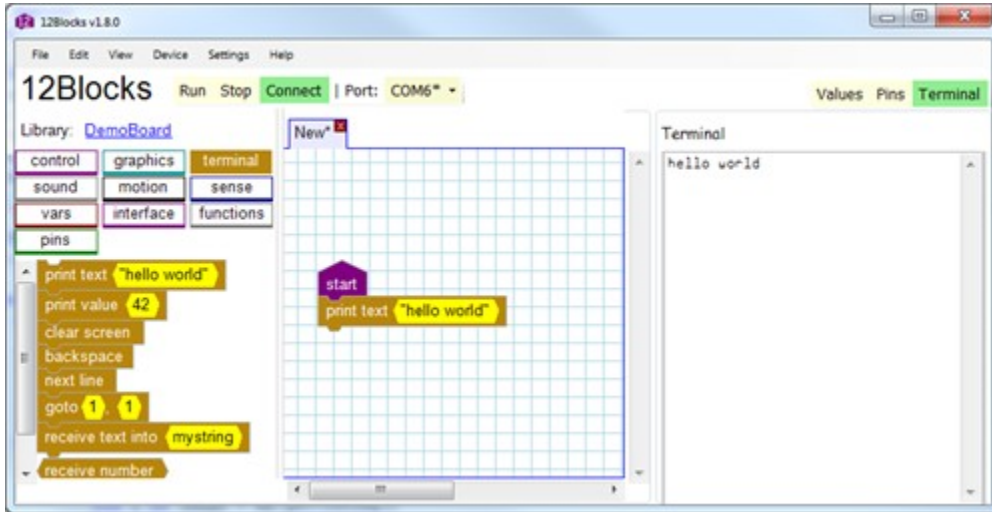 12Blocks v1.8.0
File Edit View Device Settings Help
12Blocks Run Stop Connect | Port: COM6* Values Pins Terminal
Library: DemoBoard
control graphics terminal
sound motion sense
vars interface functions
pins
print text "hello world"
print value 42
clear screen
backspace
next line
goto 1 , 1
receive text into mystring
receive number
New*
start
print text "hello world"
Terminal
hello world